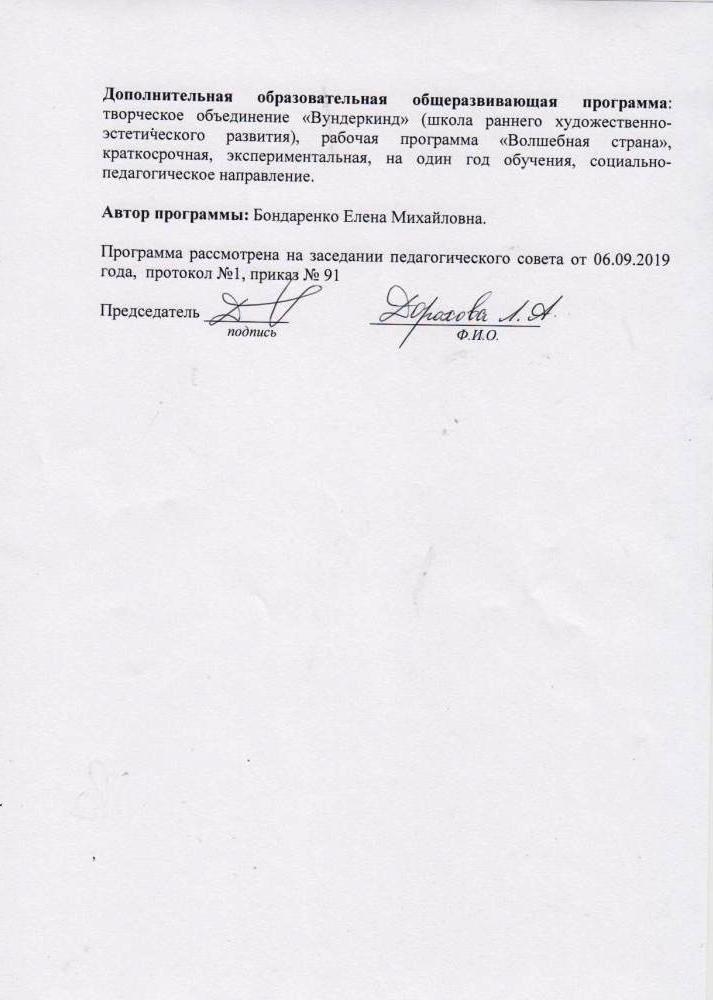 Дополнительная образовательная общеразвивающая программа:
творческое объединение «Вундеркинд» (школа раннего художественно-
эстетического развития), рабочая программа «Волшебная страна»,
краткосрочная, экспериментальная, на один год обучения, социально-
педагогическое направление.
Автор программы: Бондаренко Елена Михайловна.
Программа рассмотрена на заседании педагогического совета от 06.09.2019
года, протокол №1, приказ № 91
Председатель Дорохова Л. А.
подпись Ф.И.О.